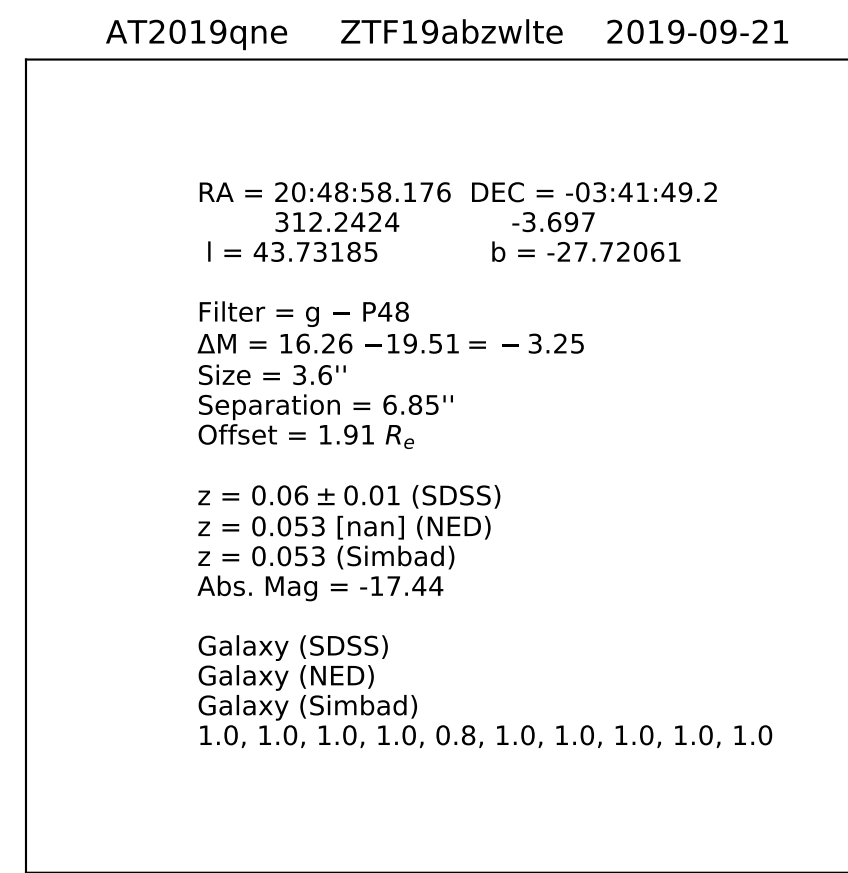 AT2019qne ZTF19abzwlte 2019-09-21
RA = 20:48:58.176 DEC = -03:41:49.2
312.2424 -3.697
l = 43.73185 b = -27.72061
Filter = g − P48
ΔM = 16.26 −19.51 = − 3.25
Size = 3.6''
Separation = 6.85''
Offset = 1.91 Re
z = 0.06 ± 0.01 (SDSS)
z = 0.053 [nan] (NED)
z = 0.053 (Simbad)
Abs. Mag = -17.44
Galaxy (SDSS)
Galaxy (NED)
Galaxy (Simbad)
1.0, 1.0, 1.0, 1.0, 0.8, 1.0, 1.0, 1.0, 1.0, 1.0